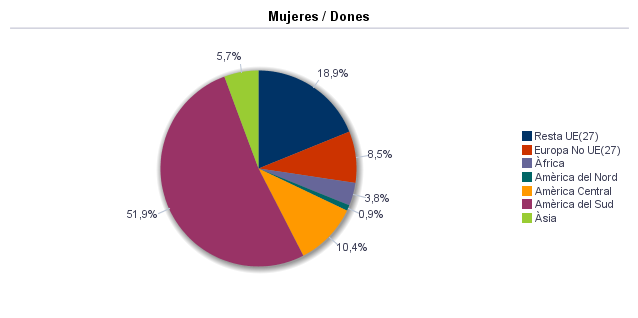 Mujeres / Dones
5,7%
18,9%
8,5%
3,8%
0,9%
10,4%
51,9%
Resta UE(27)
Europa No UE(27)
Àfrica
Amèrica del Nord
Amèrica Central
Amèrica del Sud
Àsia